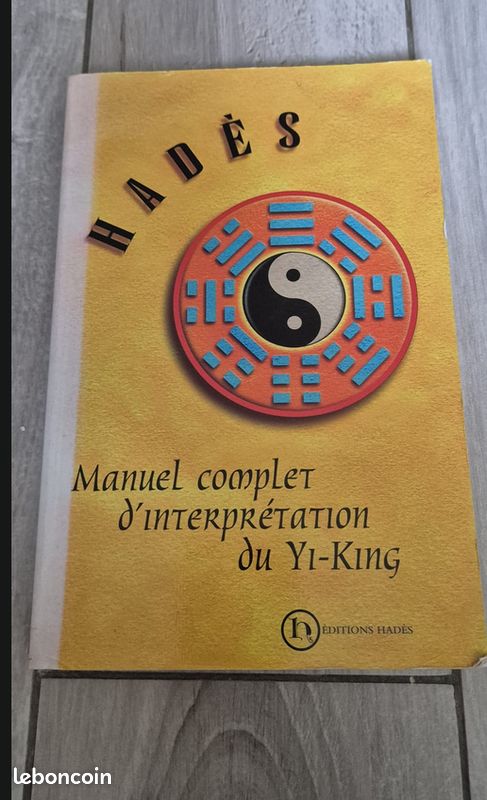 HADÈS
Manuel complet
d'interprétation
du Yi-King
h
ÉDITIONS HADÈS
leboncoin